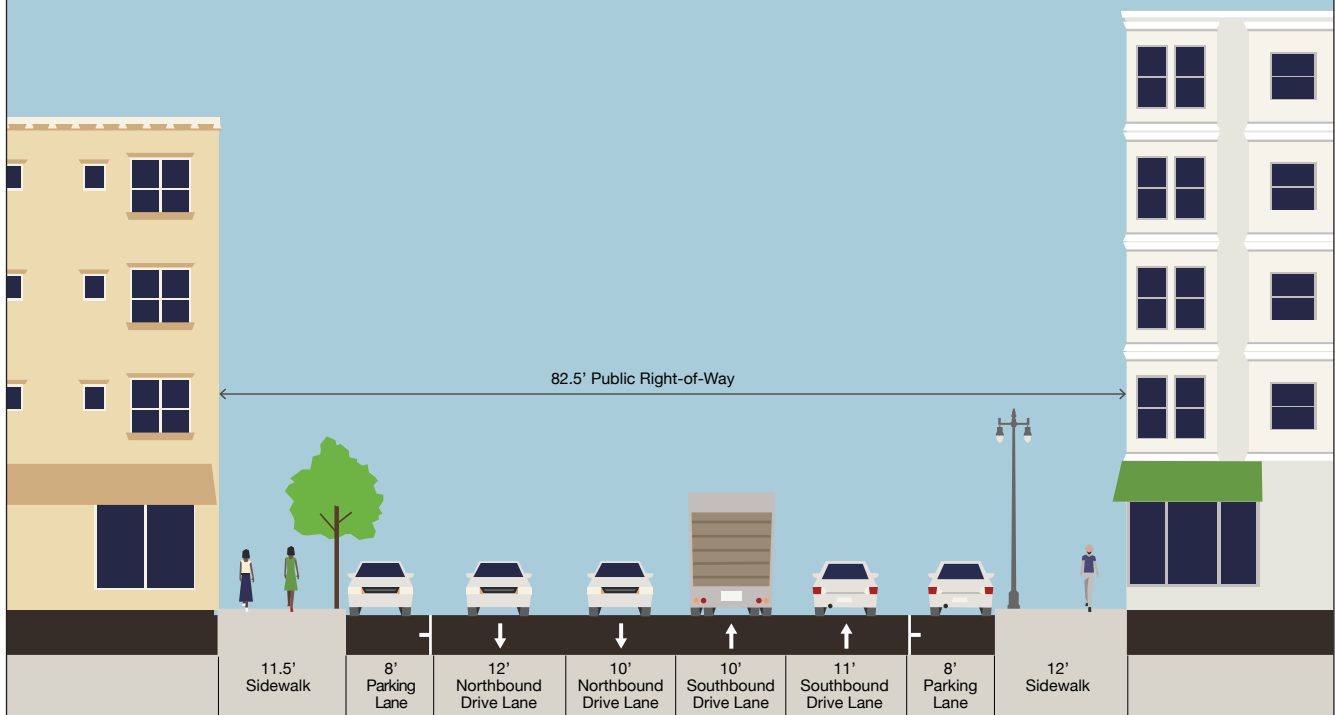 82.5’ Public Right-of-Way
11.5’
Sidewalk
8’
Parking
Lane
12’
Northbound
Drive Lane
10’
Northbound
Drive Lane
10’
Southbound
Drive Lane
11’
Southbound
Drive Lane
8’
Parking
Lane
12’
Sidewalk